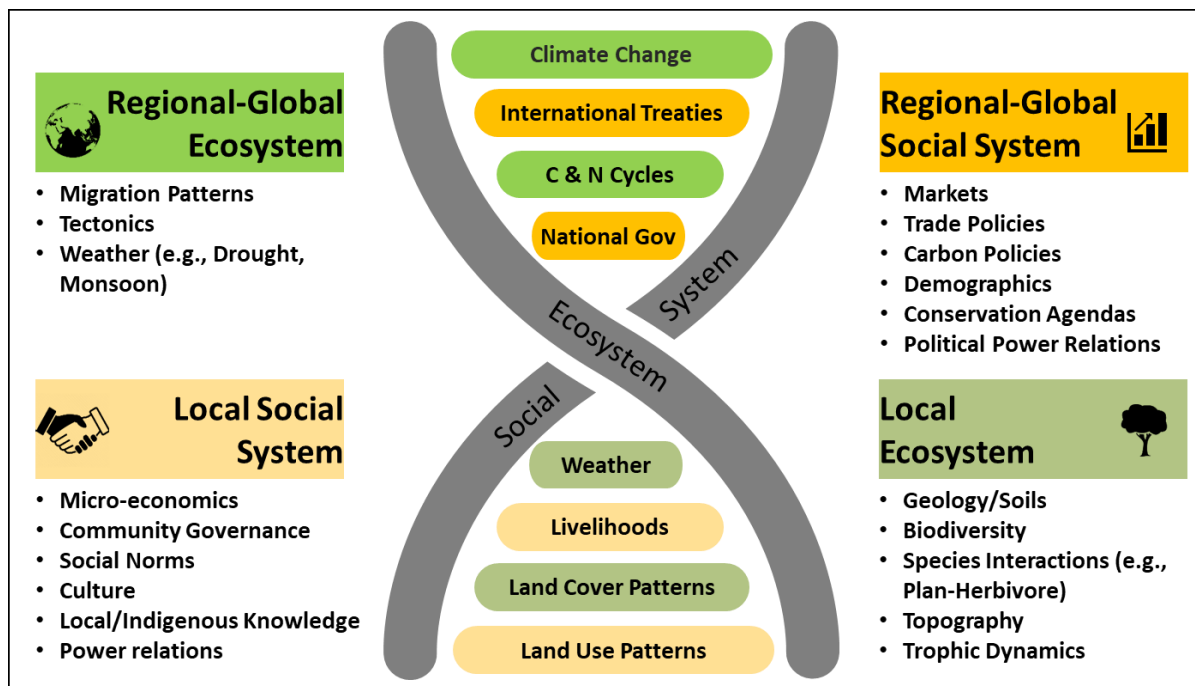 Regional-Global
Ecosystem
• Migration Patterns
• Tectonics
• Weather (e.g., Drought,
Monsoon)
Local Social
System
• Micro-economics
• Community Governance
• Social Norms
• Culture
• Local/Indigenous Knowledge
• Power relations
Climate Change
International Treaties
C & N Cycles
National Gov
Ecosystem
Social System
Weather
Livelihoods
Land Cover Patterns
Land Use Patterns
Regional-Global
Social System
• Markets
• Trade Policies
• Carbon Policies
• Demographics
• Conservation Agendas
• Political Power Relations
Local
Ecosystem
• Geology/Soils
• Biodiversity
• Species Interactions (e.g.,
Plan-Herbivore)
• Topography
• Trophic Dynamics